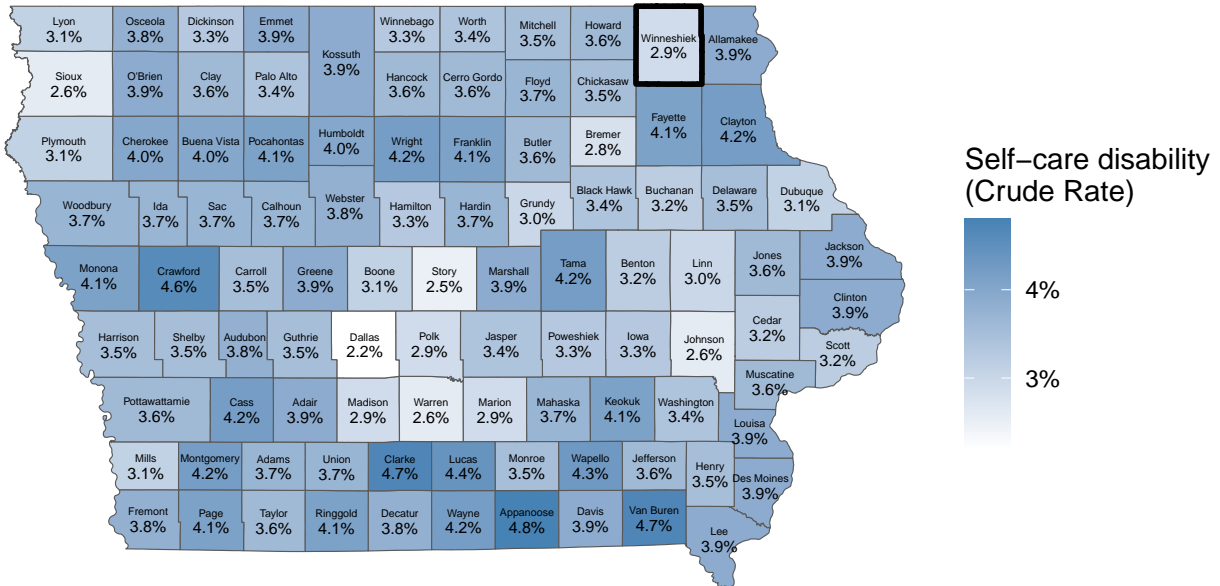 Lyon
3.1%
Osceola
3.8%
Dickinson
3.3%
Emmet
3.9%
Kossuth
3.9%
Winnebago
3.3%
Worth
3.4%
Mitchell
3.5%
Howard
3.6%
Winneshiek
2.9%
Allamakee
3.9%
Sioux
2.6%
O'Brien
3.9%
Clay
3.6%
Palo Alto
3.4%
Hancock
3.6%
Cerro Gordo
3.6%
Floyd
3.7%
Chickasaw
3.5%
Fayette
4.1%
Clayton
4.2%
Plymouth
3.1%
Cherokee
4.0%
Buena Vista
4.0%
Pocahontas
4.1%
Humboldt
4.0%
Wright
4.2%
Franklin
4.1%
Butler
3.6%
Bremer
2.8%
Woodbury
3.7%
Ida
3.7%
Sac
3.7%
Calhoun
3.7%
Webster
3.8%
Hamilton
3.3%
Hardin
3.7%
Grundy
3.0%
Black Hawk
3.4%
Buchanan
3.2%
Delaware
3.5%
Dubuque
3.1%
Monona
4.1%
Crawford
4.6%
Carroll
3.5%
Greene
3.9%
Boone
3.1%
Story
2.5%
Marshall
3.9%
Tama
4.2%
Benton
3.2%
Linn
3.0%
Jones
3.6%
Jackson
3.9%
Clinton
3.9%
Harrison
3.5%
Shelby
3.5%
Audubon
3.8%
Guthrie
3.5%
Dallas
2.2%
Polk
2.9%
Jasper
3.4%
Poweshiek
3.3%
Iowa
3.3%
Johnson
2.6%
Cedar
3.2%
Scott
3.2%
Muscatine
3.6%
Pottawattamie
3.6%
Cass
4.2%
Adair
3.9%
Madison
2.9%
Warren
2.6%
Marion
2.9%
Mahaska
3.7%
Keokuk
4.1%
Washington
3.4%
Louisa
3.9%
Mills
3.1%
Montgomery
4.2%
Adams
3.7%
Union
3.7%
Clarke
4.7%
Lucas
4.4%
Monroe
3.5%
Wapello
4.3%
Jefferson
3.6%
Henry
3.5%
Des Moines
3.9%
Fremont
3.8%
Page
4.1%
Taylor
3.6%
Ringgold
4.1%
Decatur
3.8%
Wayne
4.2%
Appanoose
4.8%
Davis
3.9%
Van Buren
4.7%
Lee
3.9%
Self−care disability
(Crude Rate)
4%
3%